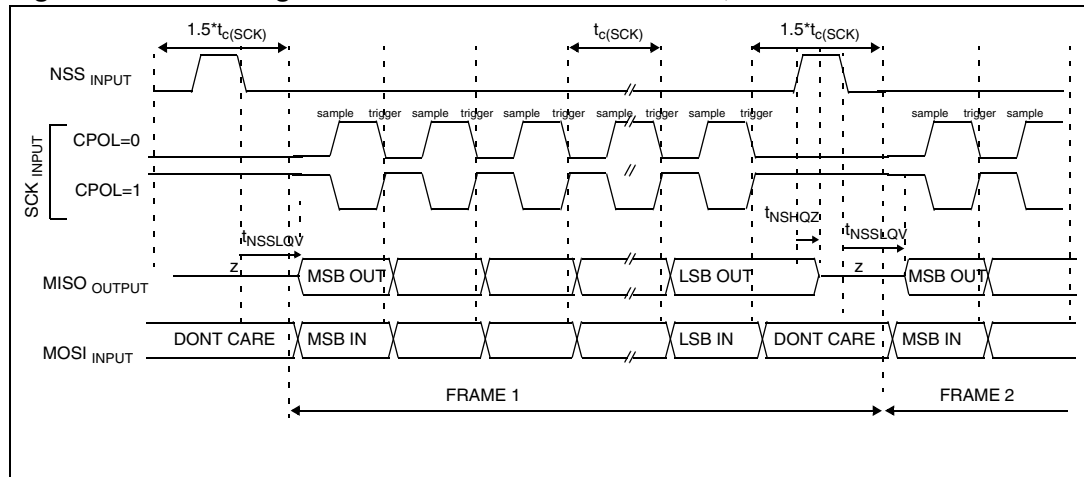 1.5*tc(SCK) tc(SCK) 1.5*tc(SCK)
NSS INPUT
sample trigger sample trigger sample trigger sample trigger sample trigger sample trigger sample
SCK INPUT
CPOL=0
CPOL=1
tNSHQZ
tNSSLQV tNSSLQV
MISO OUTPUT z MSB OUT LSB OUT z MSB OUT
MOSI INPUT DONT CARE MSB IN LSB IN DONT CARE MSB IN
FRAME 1 FRAME 2